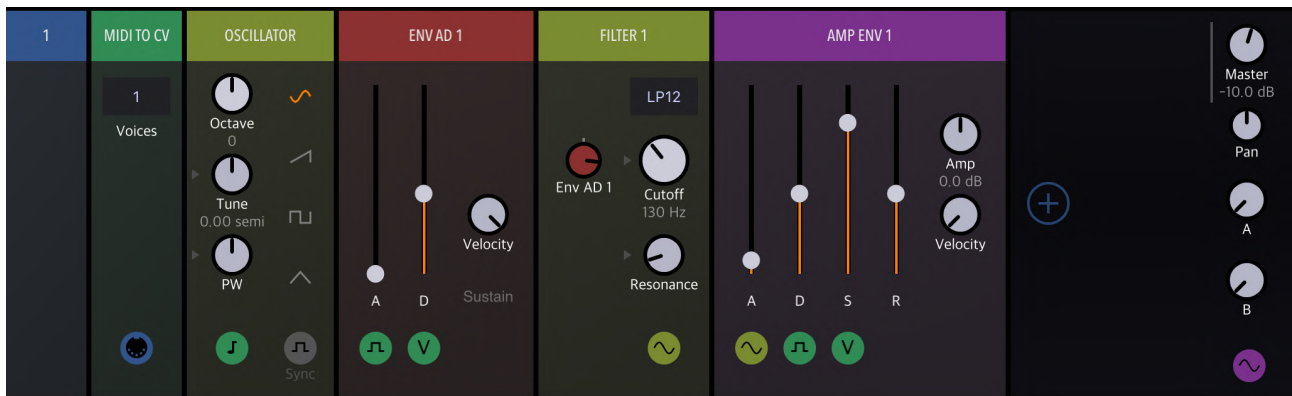 1
MIDI TO CV
OSCILLATOR
ENV AD 1
FILTER 1
AMP ENV 1
1
Voices
Octave
0
Tune
0.00 semi
PW
Sync
Velocity
A
D
Sustain
LP12
Env AD 1
Cutoff
130 Hz
Resonance
A
D
S
R
V
V
Amp
0.0 dB
Velocity
Master
-10.0 dB
Pan
A
B